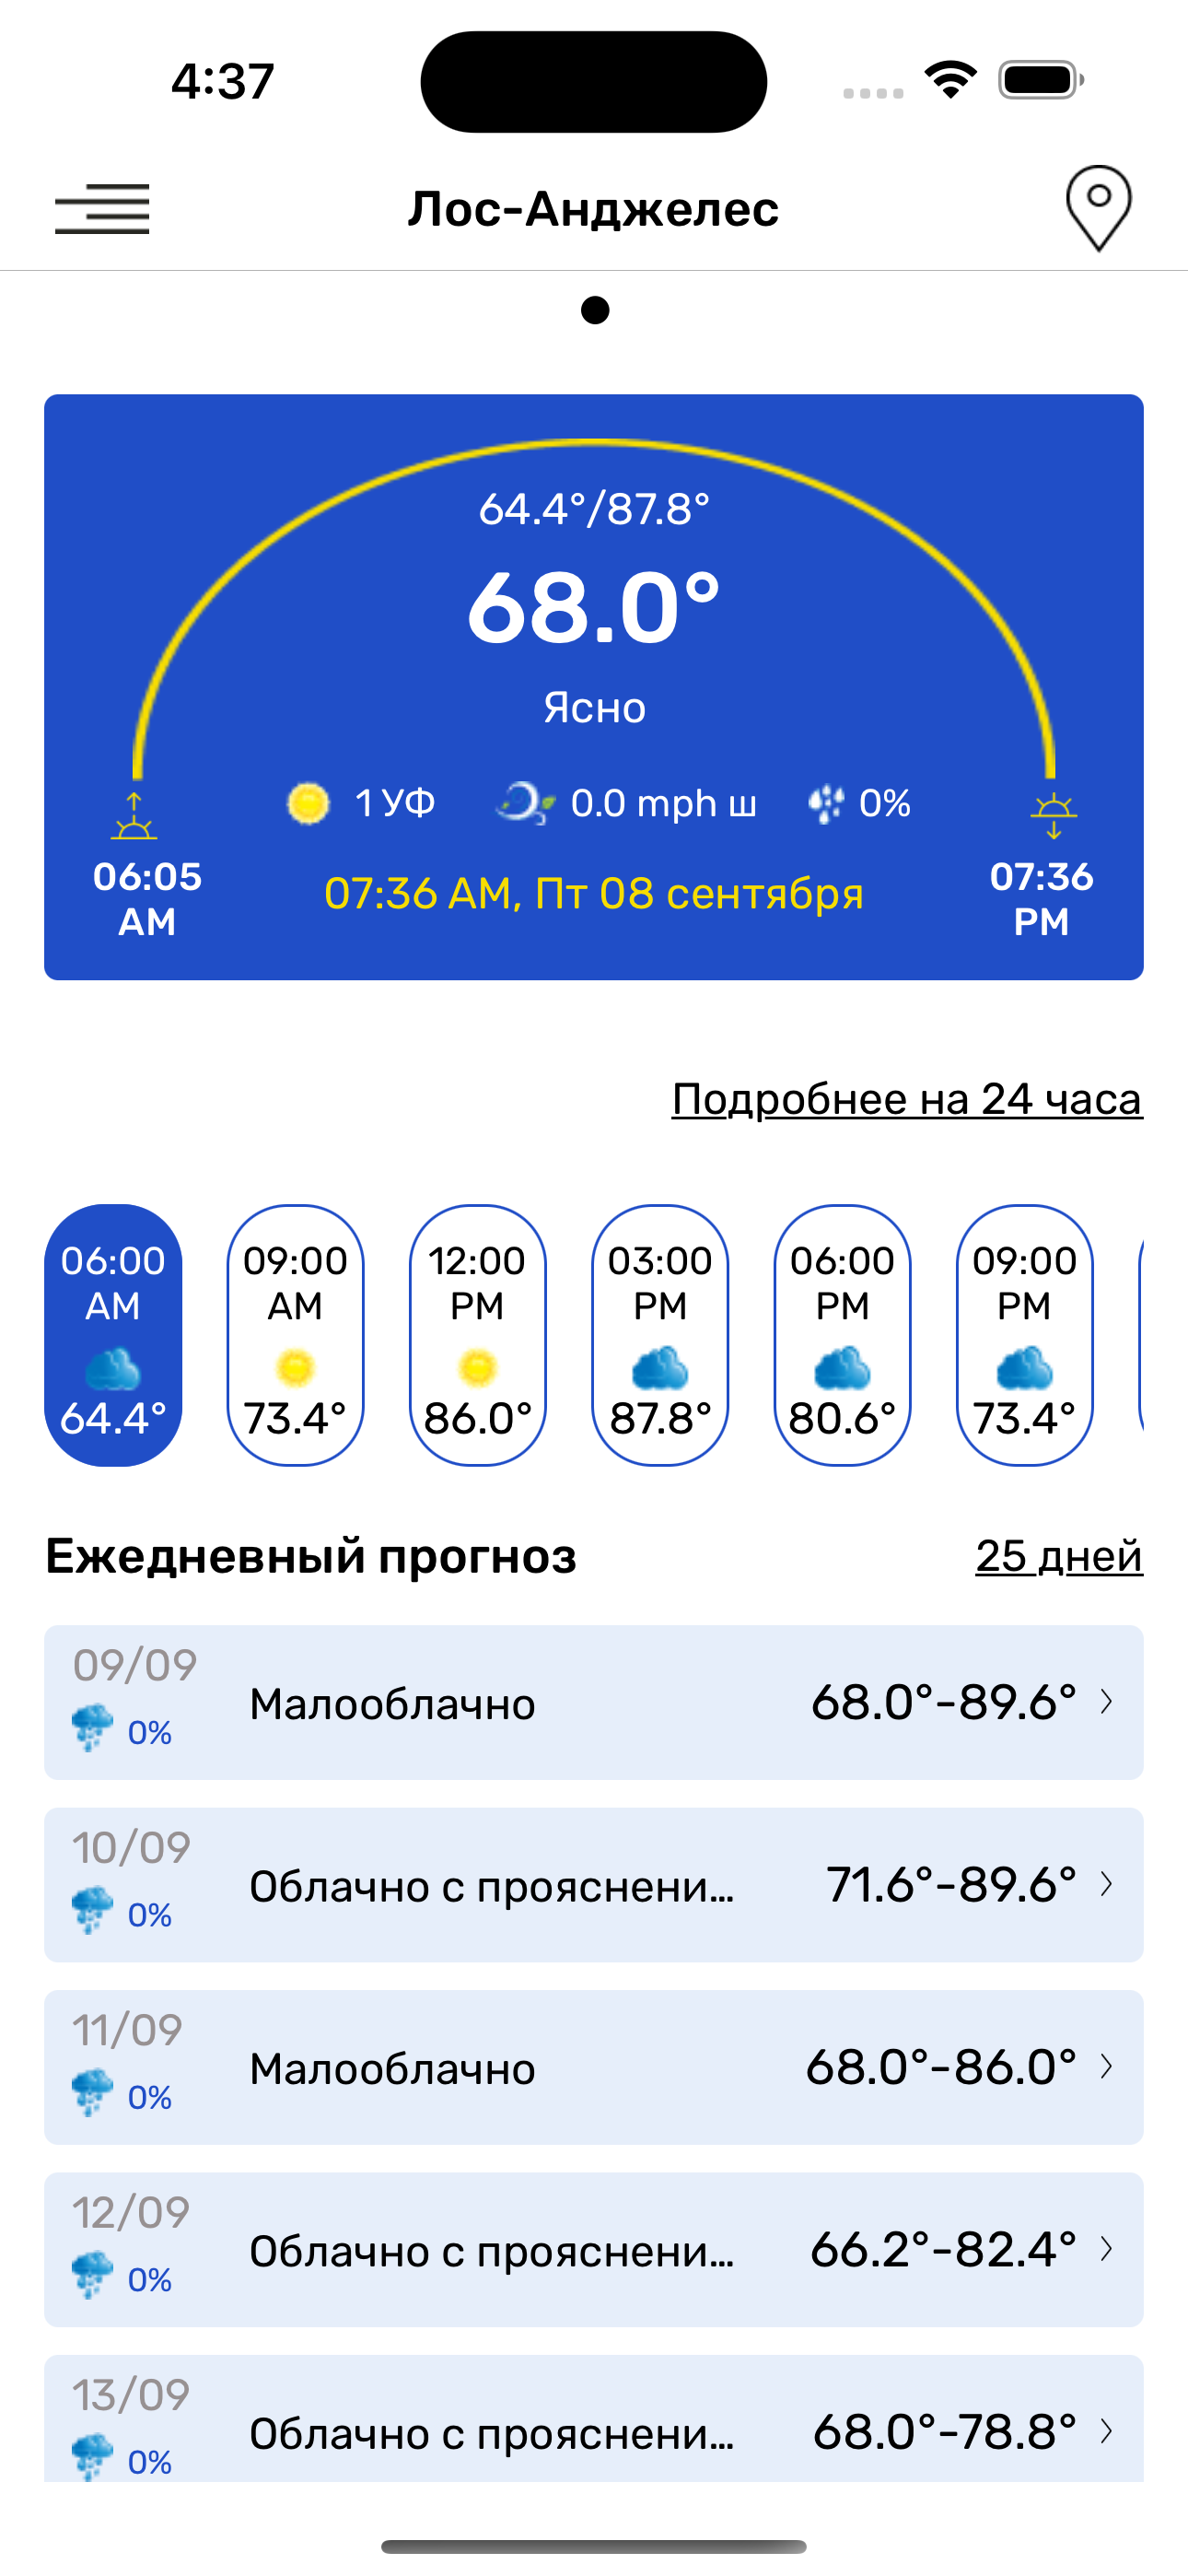 4:37
Лос-Анджелес
64.4°/87.8°
68.0°
Ясно
1 УФ 0.0 mph ш 0%
06:05
AM
07:36 AM, Пт 08 сентября
07:36
PM
Подробнее на 24 часа
06:00
AM
64.4°
09:00
AM
73.4°
12:00
PM
86.0°
03:00
PM
87.8°
06:00
PM
80.6°
09:00
PM
73.4°
Ежедневный прогноз
25 дней
09/09
0%
Малооблачно
68.0°-89.6°
10/09
0%
Облачно с прояснени...
71.6°-89.6°
11/09
0%
Малооблачно
68.0°-86.0°
12/09
0%
Облачно с прояснени...
66.2°-82.4°
13/09
0%
Облачно с прояснени...
68.0°-78.8°